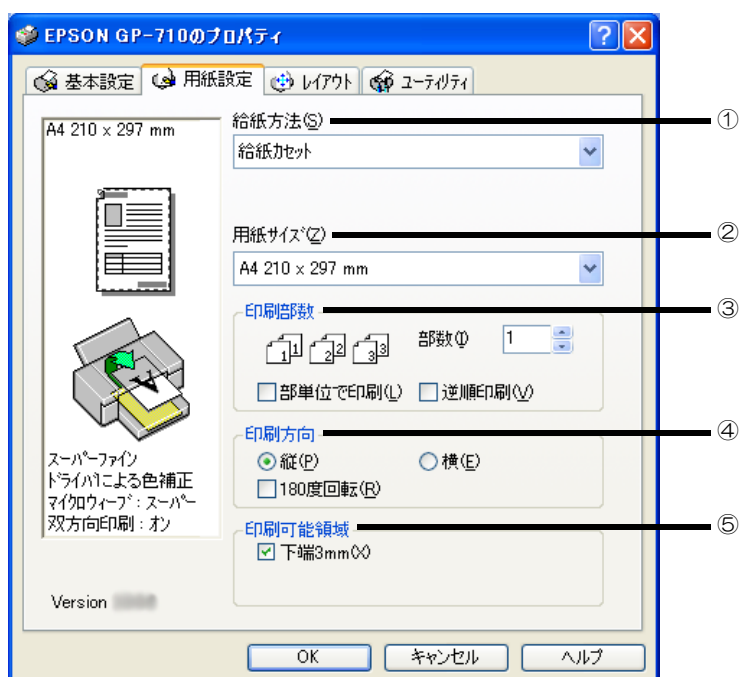 EPSON GP-710のプロパティ
基本設定
用紙設定
レイアウト
ユーティリティ
A4 210 x 297 mm
スーパーファイン
ドライバによる色補正
マイクロウィーブ : スーパー
双方向印刷 : オン
Version
給紙方法(S)
①
給紙カセット
用紙サイズ(Z)
②
A4 210 x 297 mm
印刷部数
③
1 1 2 2 3 3
部数(I)
1
部単位で印刷(L)
逆順印刷(V)
印刷方向
④
縦(P)
横(E)
180度回転(R)
印刷可能領域
⑤
下端3mm(X)
OK
キャンセル
ヘルプ